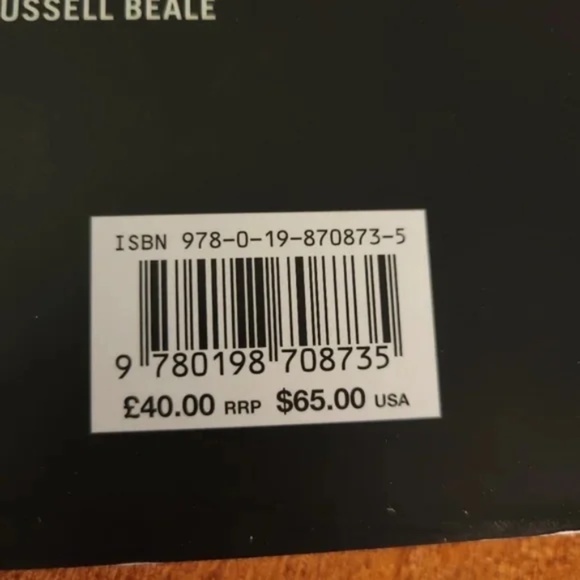 USSELL BEALE
ISBN 978-0-19-870873-5
9 780198 708735
£40.00 RRP $65.00 USA